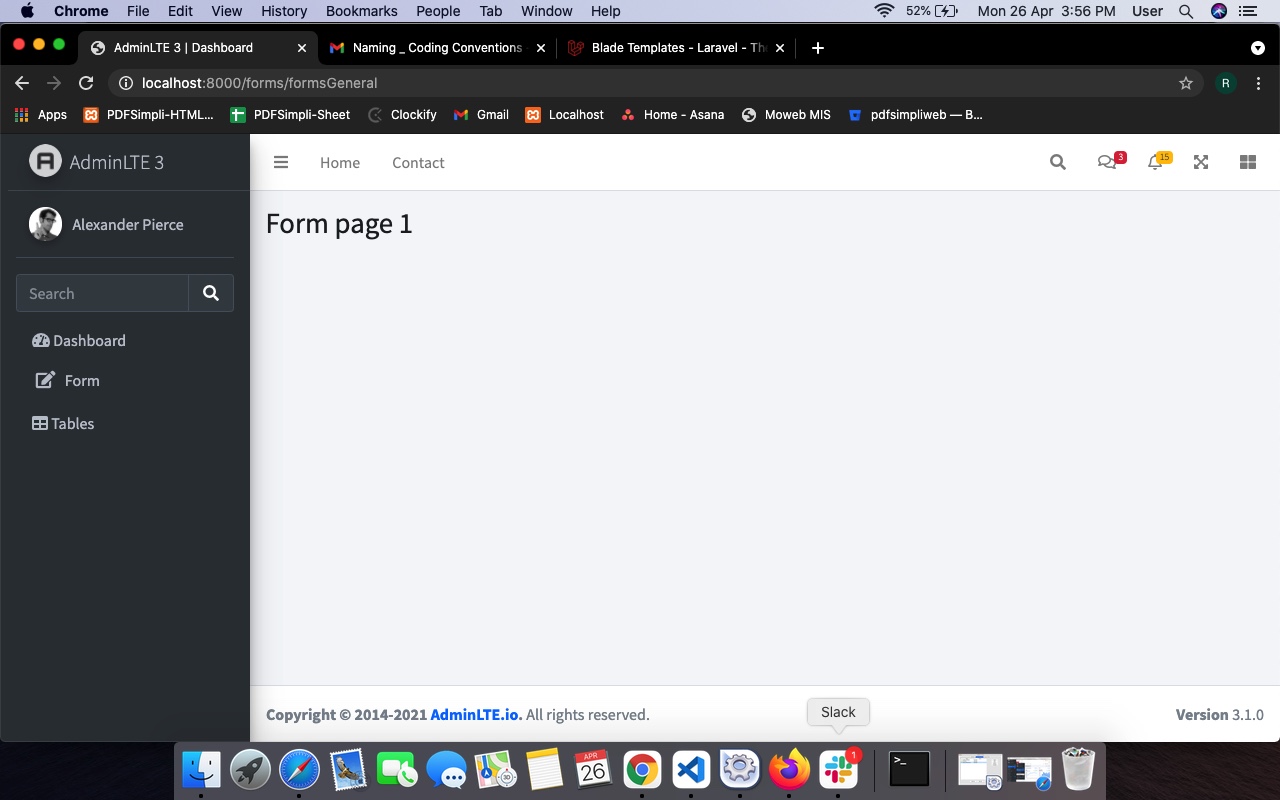 Chrome File Edit View History Bookmarks People Tab Window Help 52% Mon 26 Apr 3:56 PM User
AdminLTE 3 | Dashboard Naming _ Coding Conventions Blade Templates - Laravel - The
localhost:8000/forms/formsGeneral R
Apps PDFSimpli-HTML... PDFSimpli-Sheet Clockify Gmail Localhost Home - Asana Moweb MIS pdfsimpliweb — B...
AdminLTE 3
Home Contact 3 15
Alexander Pierce
Form page 1
Search
Dashboard
Form
Tables
Copyright © 2014-2021 AdminLTE.io. All rights reserved. Version 3.1.0
Slack
APR
26
1
>_